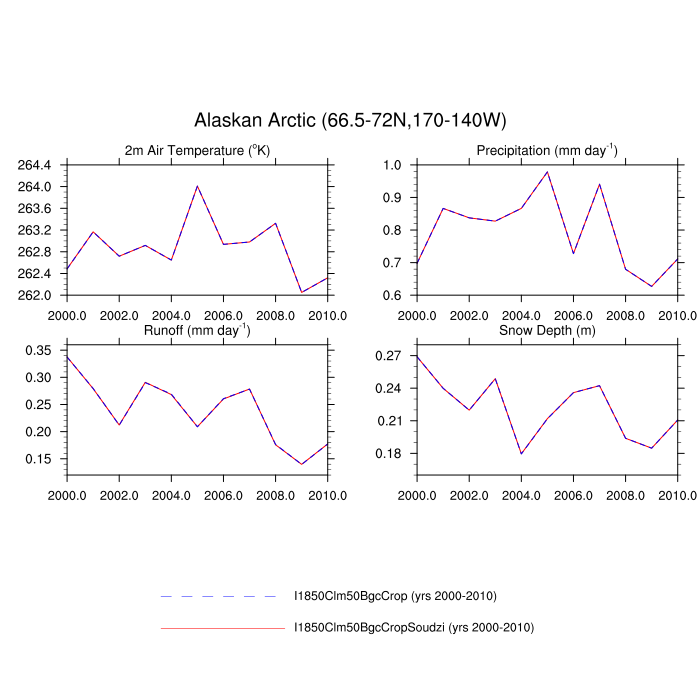 Alaskan Arctic (66.5-72N,170-140W)
2m Air Temperature (°K)
264.4
264.0
263.6
263.2
262.8
262.4
262.0
2000.0 2002.0 2004.0 2006.0 2008.0 2010.0
Precipitation (mm day⁻¹)
1.0
0.9
0.8
0.7
0.6
2000.0 2002.0 2004.0 2006.0 2008.0 2010.0
Runoff (mm day⁻¹)
0.35
0.30
0.25
0.20
0.15
2000.0 2002.0 2004.0 2006.0 2008.0 2010.0
Snow Depth (m)
0.27
0.24
0.21
0.18
2000.0 2002.0 2004.0 2006.0 2008.0 2010.0
I1850Clm50BgcCrop (yrs 2000-2010)
I1850Clm50BgcCropSoudzi (yrs 2000-2010)